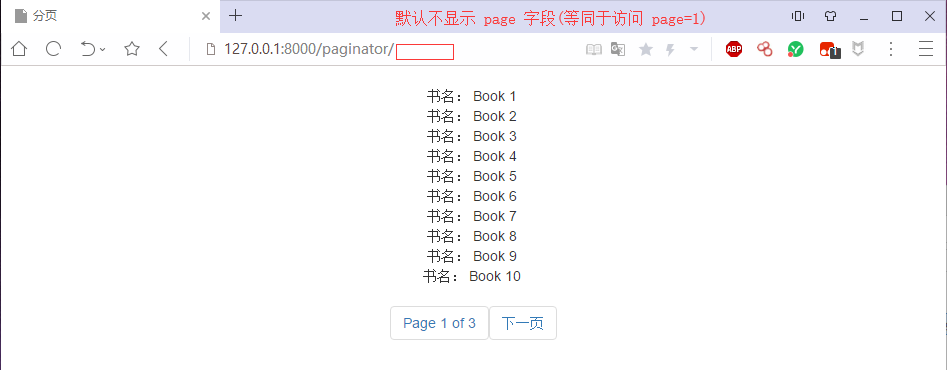 分页
默认不显示 page 字段(等同于访问 page=1)
127.0.0.1:8000/paginator/
ABP
1
书名： Book 1
书名： Book 2
书名： Book 3
书名： Book 4
书名： Book 5
书名： Book 6
书名： Book 7
书名： Book 8
书名： Book 9
书名： Book 10
Page 1 of 3
下一页